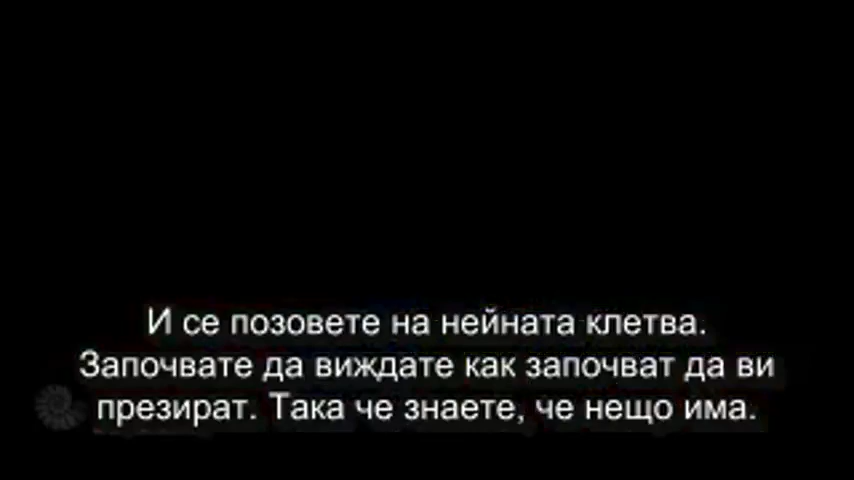 И се позовете на нейната клетва.
Започвате да виждате как започват да ви
презират. Така че знаете, че нещо има.